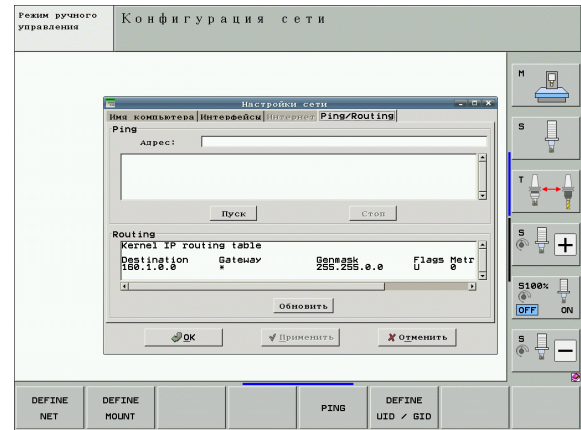 Режим ручного
управления
Конфигурация сети
Настройки сети
Имя компьютера Интерфейсы Интернет Ping/Routing
Ping
Адрес:
Пуск Стоп
Routing
Kernel IP routing table
Destination Gateway Genmask Flags Metr
160.1.0.0 * 255.255.0.0 U 0
Обновить
OK Применить Отменить
M
S
T
S
S100%
OFF ON
S
DEFINE NET
DEFINE MOUNT
PING
DEFINE UID / GID